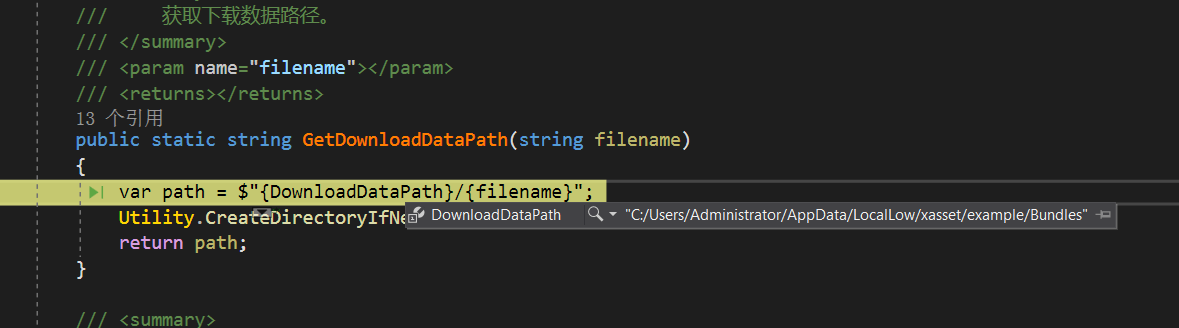 /// 获取下载数据路径。
/// </summary>
/// <param name="filename"></param>
/// <returns></returns>
13 个引用
public static string GetDownloadDataPath(string filename)
{
var path = $"{DownloadDataPath}/{filename}";
Utility.CreateDirectoryIfNe
DownloadDataPath "C:/Users/Administrator/AppData/LocalLow/xasset/example/Bundles"
return path;
}
/// <summary>